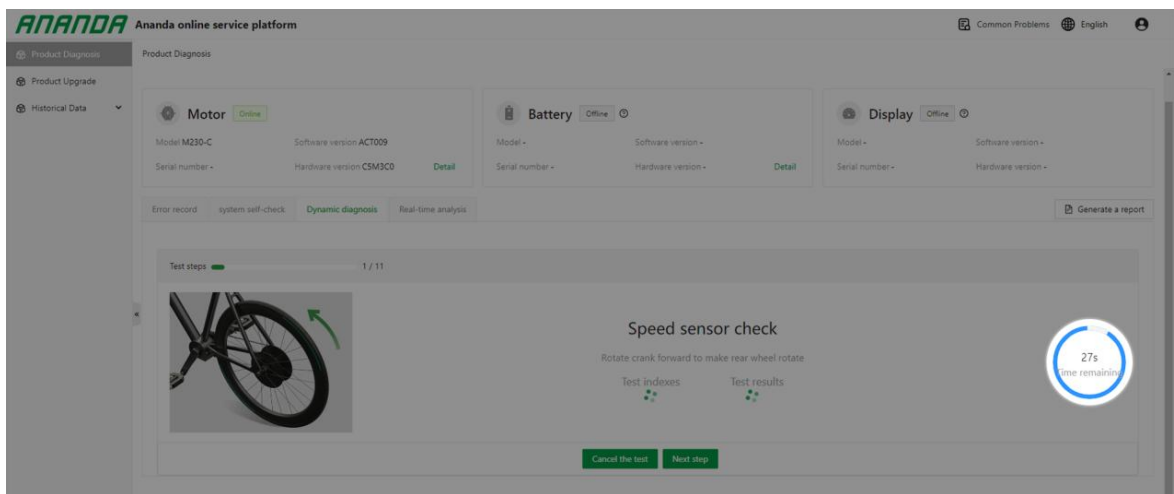 ANANDA Ananda online service platform Common Problems English
Product Diagnosis Product Diagnosis
Product Upgrade
Historical Data
Motor Online Battery Offline Display Offline
Model M230-C Software version ACT009 Model - Software version - Model - Software version -
Serial number - Hardware version C5M3C0 Detail Serial number - Hardware version - Detail Serial number - Hardware version -
Error record system self-check Dynamic diagnosis Real-time analysis Generate a report
Test steps 1 / 11
Speed sensor check
Rotate crank forward to make rear wheel rotate
Test indexes Test results
27s
Time remaining
Cancel the test Next step